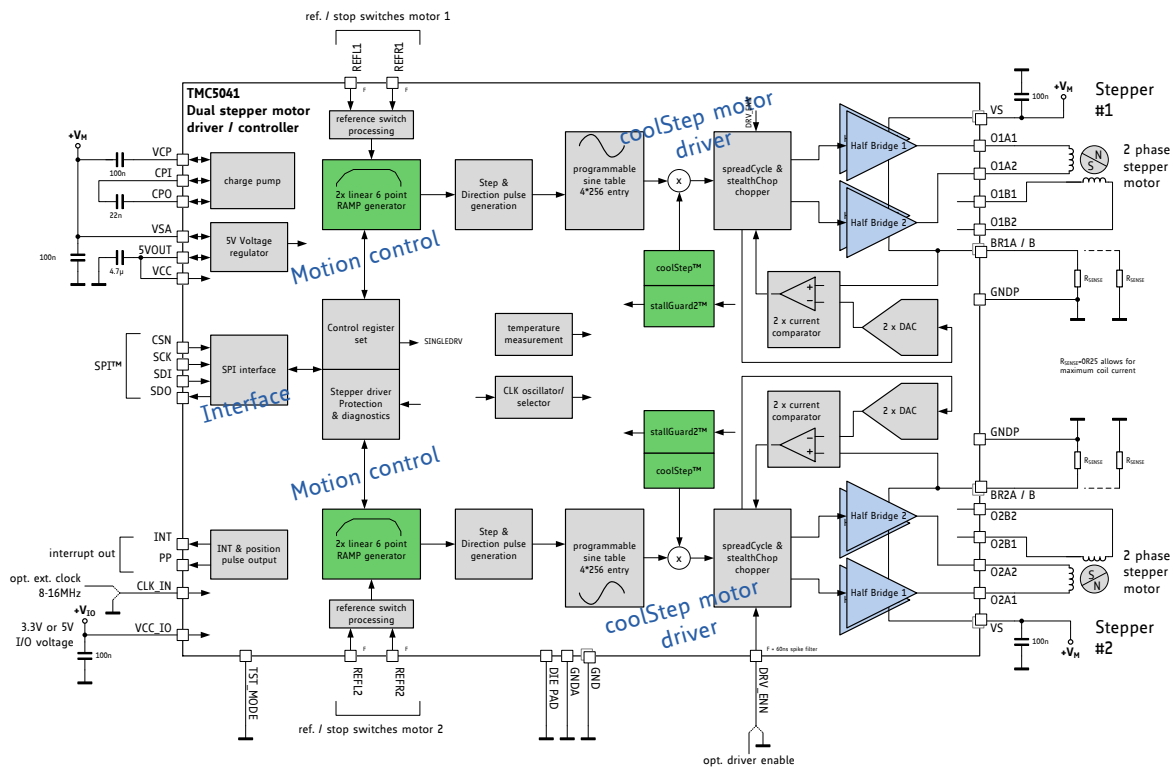 ref. / stop switches motor 1
REFL1
REFR1
F
F
TMC5041
Dual stepper motor
driver / controller
reference switch
processing
coolStep motor
driver
DRV_ENN
+VM
VCP
100n
CPI
CPO
22n
charge pump
VSA
5VOUT
VCC
100n
4.7µ
5V Voltage
regulator
2x linear 6 point
RAMP generator
Motion control
Step &
Direction pulse
generation
programmable
sine table
4*256 entry
x
spreadCycle &
stealthChop
chopper
Half Bridge 1
Half Bridge 2
VS
100n
+VM
Stepper
#1
O1A1
O1A2
O1B1
O1B2
BR1A / B
GNDP
N
S
2 phase
stepper
motor
RSENSE
RSENSE
RSENSE=0R25 allows for
maximum coil current
coolStep™
stallGuard2™
+
-
2 x current
comparator
2 x DAC
Control register
set
SINGLEDRV
Stepper driver
Protection
& diagnostics
temperature
measurement
CLK oscillator/
selector
SPI™
CSN
SCK
SDI
SDO
SPI interface
Interface
2 x current
comparator
+
-
2 x DAC
stallGuard2™
coolStep™
GNDP
RSENSE
RSENSE
BR2A / B
O2B2
O2B1
O2A2
O2A1
VS
100n
+VM
S
N
2 phase
stepper
motor
Stepper
#2
Motion control
2x linear 6 point
RAMP generator
Step &
Direction pulse
generation
programmable
sine table
4*256 entry
x
spreadCycle &
stealthChop
chopper
Half Bridge 2
Half Bridge 1
coolStep motor
driver
interrupt out
INT
PP
INT & position
pulse output
opt. ext. clock
8-16MHz
CLK_IN
+VIO
3.3V or 5V
I/O voltage
VCC_IO
100n
reference switch
processing
F
F
F = 60ns spike filter
TST_MODE
REFL2
REFR2
DIE PAD
GNDA
GND
DRV_ENN
ref. / stop switches motor 2
opt. driver enable